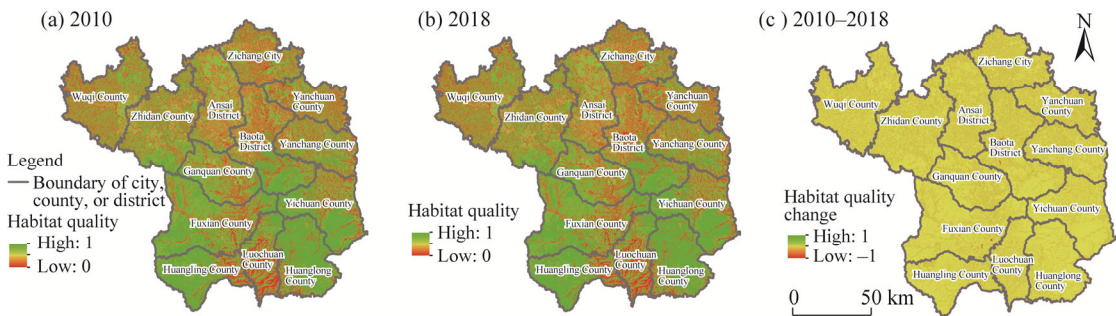 (a) 2010
Zichang City
Wuqi County
Zhidan County
Ansai
District
Yanchuan
County
Baota
District
Yanchang County
Ganquan County
Yichuan County
Fuxian County
Luochuan
County
Huangling County
Huanglong
County
Legend
Boundary of city,
county, or district
Habitat quality
High: 1
Low: 0
(b) 2018
Zichang City
Wuqi County
Zhidan County
Ansai
District
Yanchuan
County
Baota
District
Yanchang County
Ganquan County
Yichuan County
Fuxian County
Luochuan
County
Huangling County
Huanglong
County
Habitat quality
High: 1
Low: 0
(c) 2010–2018
N
Zichang City
Wuqi County
Zhidan County
Ansai
District
Yanchuan
County
Baota
District
Yanchang County
Ganquan County
Yichuan County
Fuxian County
Luochuan
County
Huangling County
Huanglong
County
Habitat quality
change
High: 1
Low: –1
0 50 km